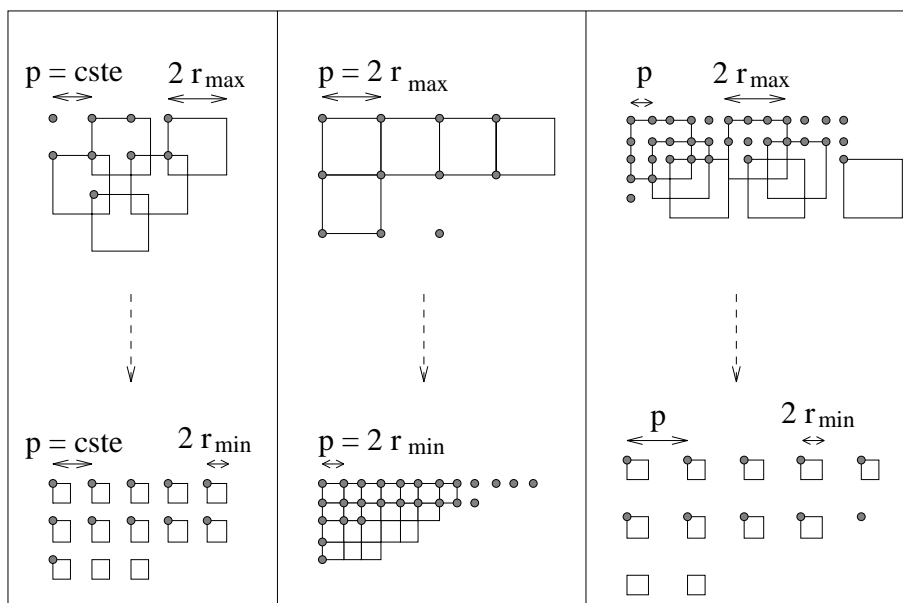 p = cste
2 r max
p = 2 r max
p
2 r max
p = cste
2 r min
p = 2 r min
p
2 r min